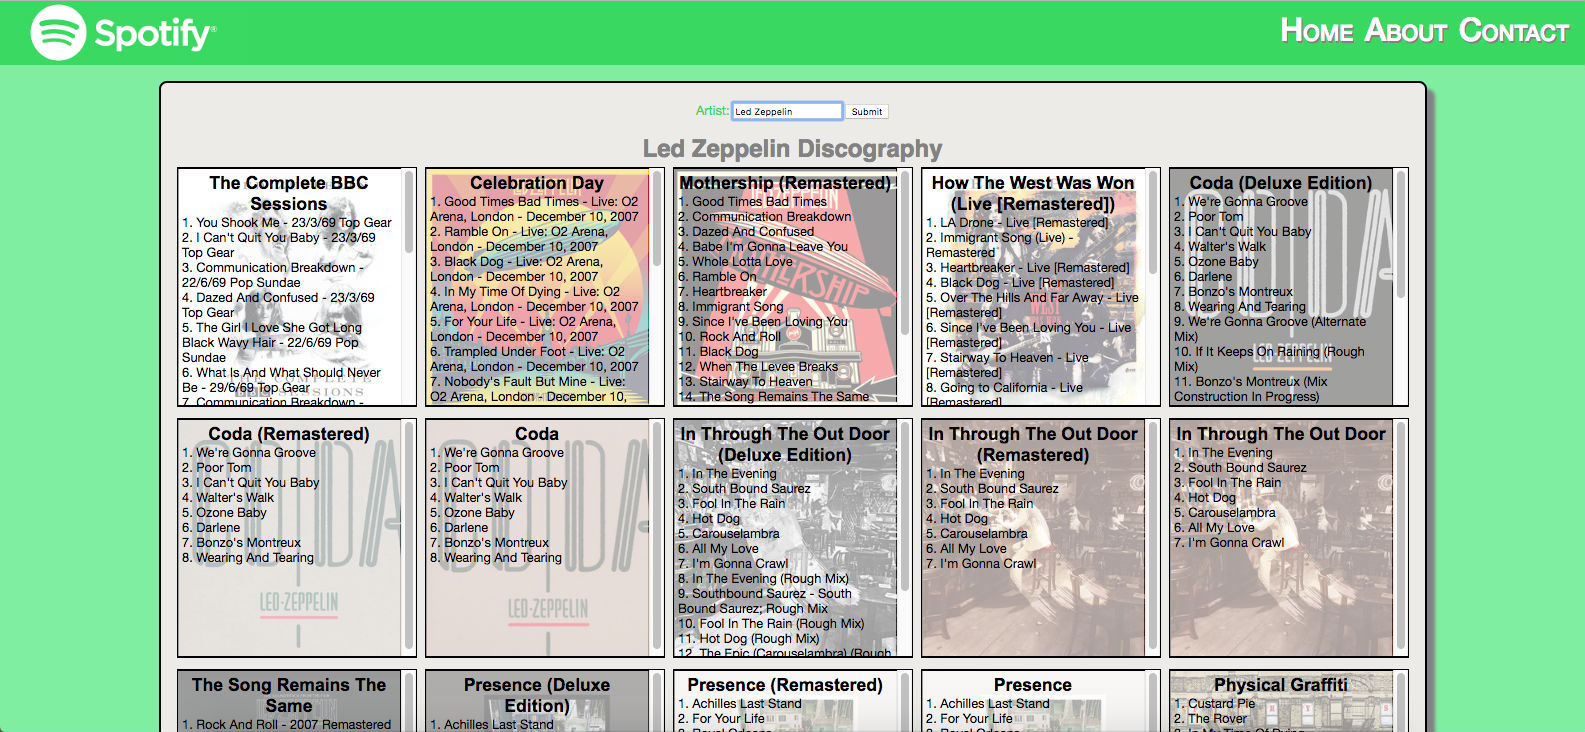 Spotify®
Home About Contact
Artist: Led Zeppelin Submit
Led Zeppelin Discography
The Complete BBC
Sessions
1. You Shook Me - 23/3/69 Top Gear
2. I Can't Quit You Baby - 23/3/69
Top Gear
3. Communication Breakdown -
22/6/69 Pop Sundae
4. Dazed And Confused - 23/3/69
Top Gear
5. The Girl I Love She Got Long
Black Wavy Hair - 22/6/69 Pop
Sundae
6. What Is And What Should Never
Be - 29/6/69 Top Gear
7. Communication Breakdown -
Celebration Day
1. Good Times Bad Times - Live: O2
Arena, London - December 10, 2007
2. Ramble On - Live: O2 Arena,
London - December 10, 2007
3. Black Dog - Live: O2 Arena,
London - December 10, 2007
4. In My Time Of Dying - Live: O2
Arena, London - December 10, 2007
5. For Your Life - Live: O2 Arena,
London - December 10, 2007
6. Trampled Under Foot - Live: O2
Arena, London - December 10, 2007
7. Nobody's Fault But Mine - Live:
O2 Arena, London - December 10,
Mothership (Remastered)
1. Good Times Bad Times
2. Communication Breakdown
3. Dazed And Confused
4. Babe I'm Gonna Leave You
5. Whole Lotta Love
6. Ramble On
7. Heartbreaker
8. Immigrant Song
9. Since I've Been Loving You
10. Rock And Roll
11. Black Dog
12. When The Levee Breaks
13. Stairway To Heaven
14. The Song Remains The Same
How The West Was Won
(Live [Remastered])
1. LA Drone - Live [Remastered]
2. Immigrant Song (Live) -
Remastered
3. Heartbreaker - Live [Remastered]
4. Black Dog - Live [Remastered]
5. Over The Hills And Far Away - Live
[Remastered]
6. Since I've Been Loving You - Live
[Remastered]
7. Stairway To Heaven - Live
[Remastered]
8. Going to California - Live
[Remastered]
Coda (Deluxe Edition)
1. We're Gonna Groove
2. Poor Tom
3. I Can't Quit You Baby
4. Walter's Walk
5. Ozone Baby
6. Darlene
7. Bonzo's Montreux
8. Wearing And Tearing
9. We're Gonna Groove (Alternate
Mix)
10. If It Keeps On Raining (Rough
Mix)
11. Bonzo's Montreux (Mix
Construction In Progress)
Coda (Remastered)
1. We're Gonna Groove
2. Poor Tom
3. I Can't Quit You Baby
4. Walter's Walk
5. Ozone Baby
6. Darlene
7. Bonzo's Montreux
8. Wearing And Tearing
LED·ZEPPELIN
Coda
1. We're Gonna Groove
2. Poor Tom
3. I Can't Quit You Baby
4. Walter's Walk
5. Ozone Baby
6. Darlene
7. Bonzo's Montreux
8. Wearing And Tearing
LED·ZEPPELIN
In Through The Out Door
(Deluxe Edition)
1. In The Evening
2. South Bound Saurez
3. Fool In The Rain
4. Hot Dog
5. Carouselambra
6. All My Love
7. I'm Gonna Crawl
8. In The Evening (Rough Mix)
9. Southbound Saurez - South
Bound Saurez; Rough Mix
10. Fool In The Rain (Rough Mix)
11. Hot Dog (Rough Mix)
12. The Epic (Carouselambra) (Rough
In Through The Out Door
(Remastered)
1. In The Evening
2. South Bound Saurez
3. Fool In The Rain
4. Hot Dog
5. Carouselambra
6. All My Love
7. I'm Gonna Crawl
In Through The Out Door
1. In The Evening
2. South Bound Saurez
3. Fool In The Rain
4. Hot Dog
5. Carouselambra
6. All My Love
7. I'm Gonna Crawl
The Song Remains The
Same
1. Rock And Roll - 2007 Remastered
Presence (Deluxe
Edition)
1. Achilles Last Stand
Presence (Remastered)
1. Achilles Last Stand
2. For Your Life
3. Royal Orleans
Presence
1. Achilles Last Stand
2. For Your Life
3. Royal Orleans
Physical Graffiti
1. Custard Pie
2. The Rover
3. In My Time Of Dying